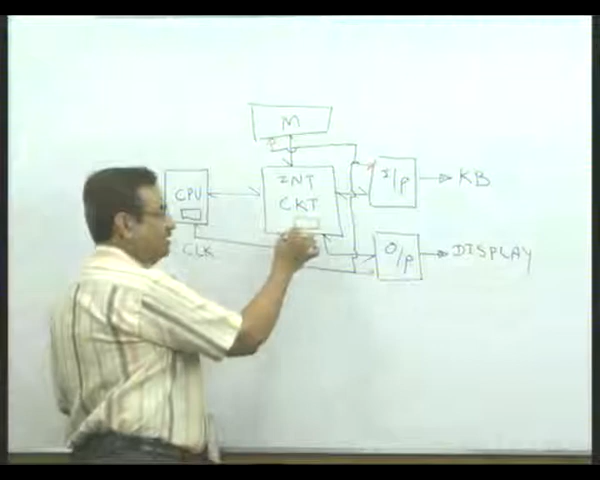 M
CPU
INT
CKT
I/p
KB
CLK
O/p
DISPLAY